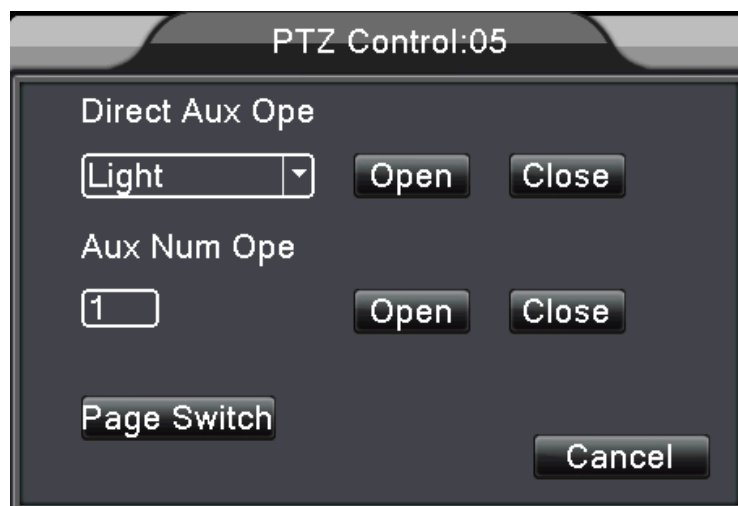 PTZ Control:05
Direct Aux Ope
Light Open Close
Aux Num Ope
1 Open Close
Page Switch
Cancel